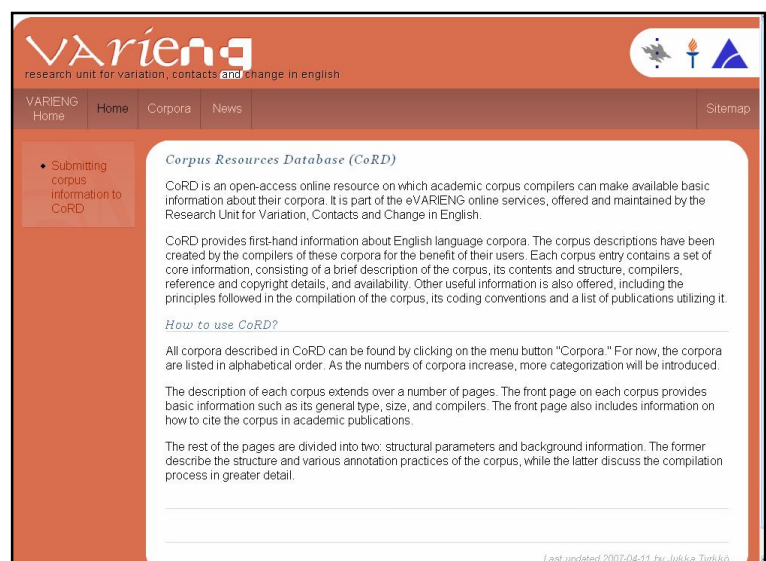 varieng
research unit for variation, contacts and change in english
VARIENG
Home
Home
Corpora
News
Sitemap
Submitting
corpus
information to
CoRD
Corpus Resources Database (CoRD)
CoRD is an open-access online resource on which academic corpus compilers can make available basic
information about their corpora. It is part of the eVARIENG online services, offered and maintained by the
Research Unit for Variation, Contacts and Change in English.
CoRD provides first-hand information about English language corpora. The corpus descriptions have been
created by the compilers of these corpora for the benefit of their users. Each corpus entry contains a set of
core information, consisting of a brief description of the corpus, its contents and structure, compilers,
reference and copyright details, and availability. Other useful information is also offered, including the
principles followed in the compilation of the corpus, its coding conventions and a list of publications utilizing it.
How to use CoRD?
All corpora described in CoRD can be found by clicking on the menu button "Corpora." For now, the corpora
are listed in alphabetical order. As the numbers of corpora increase, more categorization will be introduced.
The description of each corpus extends over a number of pages. The front page on each corpus provides
basic information such as its general type, size, and compilers. The front page also includes information on
how to cite the corpus in academic publications.
The rest of the pages are divided into two: structural parameters and background information. The former
describe the structure and various annotation practices of the corpus, while the latter discuss the compilation
process in greater detail.
Last updated 2007-04-11 by Jukka Tyrkkö